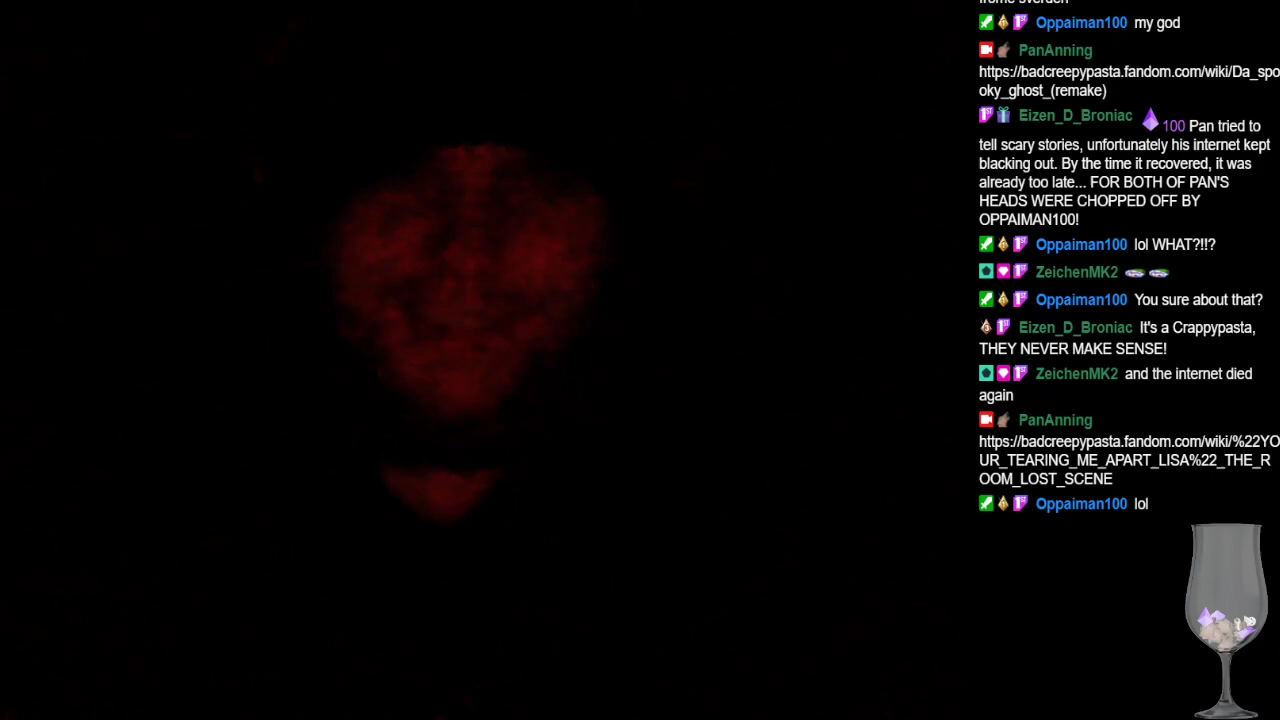 Oppaiman100 my god
PanAnning
https://badcreepypasta.fandom.com/wiki/Da_spo
oky_ghost_(remake)
Eizen_D_Broniac 100 Pan tried to
tell scary stories, unfortunately his internet kept
blacking out. By the time it recovered, it was
already too late... FOR BOTH OF PAN'S
HEADS WERE CHOPPED OFF BY
OPPAIMAN100!
Oppaiman100 lol WHAT?!!?
ZeichenMK2
Oppaiman100 You sure about that?
Eizen_D_Broniac It's a Crappypasta,
THEY NEVER MAKE SENSE!
ZeichenMK2 and the internet died
again
PanAnning
https://badcreepypasta.fandom.com/wiki/%22YO
UR_TEARING_ME_APART_LISA%22_THE_R
OOM_LOST_SCENE
Oppaiman100 lol